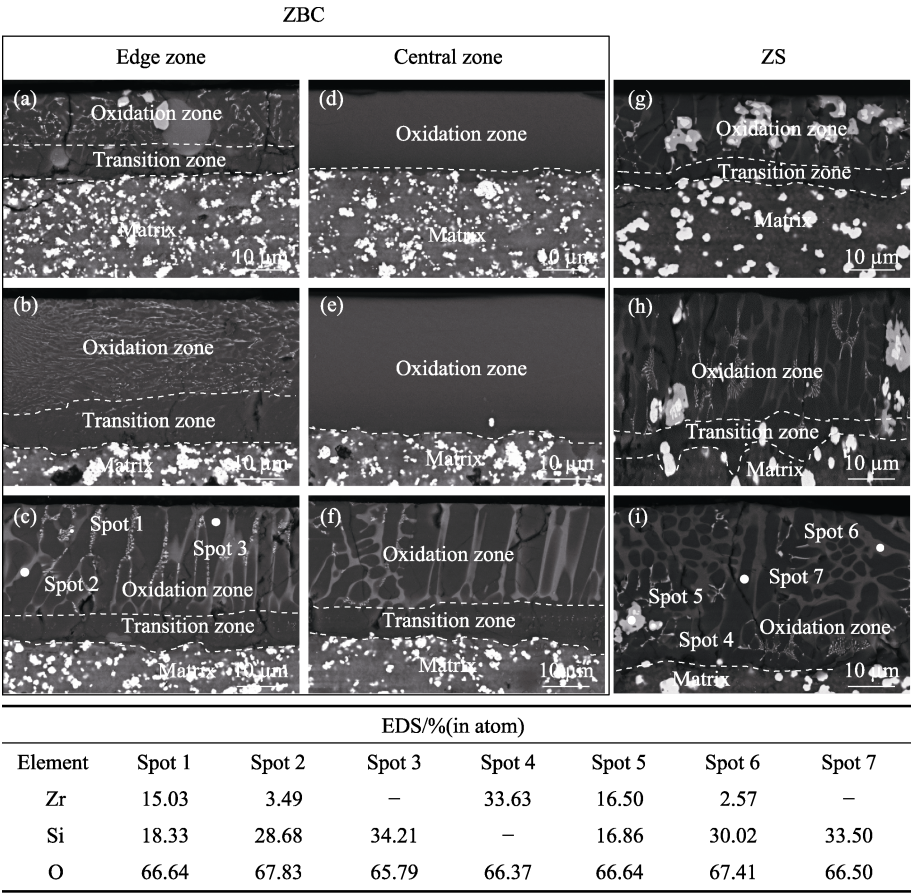 ZBC
Edge zone
Central zone
ZS
(a)
Oxidation zone
Transition zone
Matrix
10 μm
(d)
Oxidation zone
Matrix
10 μm
(g)
Oxidation zone
Transition zone
Matrix
10 μm
(b)
Oxidation zone
Transition zone
Matrix
10 μm
(e)
Oxidation zone
Matrix
10 μm
(h)
Oxidation zone
Transition zone
Matrix
10 μm
(c)
Spot 1
Spot 3
Spot 2
Oxidation zone
Transition zone
Matrix
10 μm
(f)
Oxidation zone
Transition zone
Matrix
10 μm
(i)
Spot 6
Spot 7
Spot 5
Oxidation zone
Spot 4
Matrix
10 μm
EDS/%(in atom)
Element Spot 1 Spot 2 Spot 3 Spot 4 Spot 5 Spot 6 Spot 7
Zr 15.03 3.49 – 33.63 16.50 2.57 –
Si 18.33 28.68 34.21 – 16.86 30.02 33.50
O 66.64 67.83 65.79 66.37 66.64 67.41 66.50